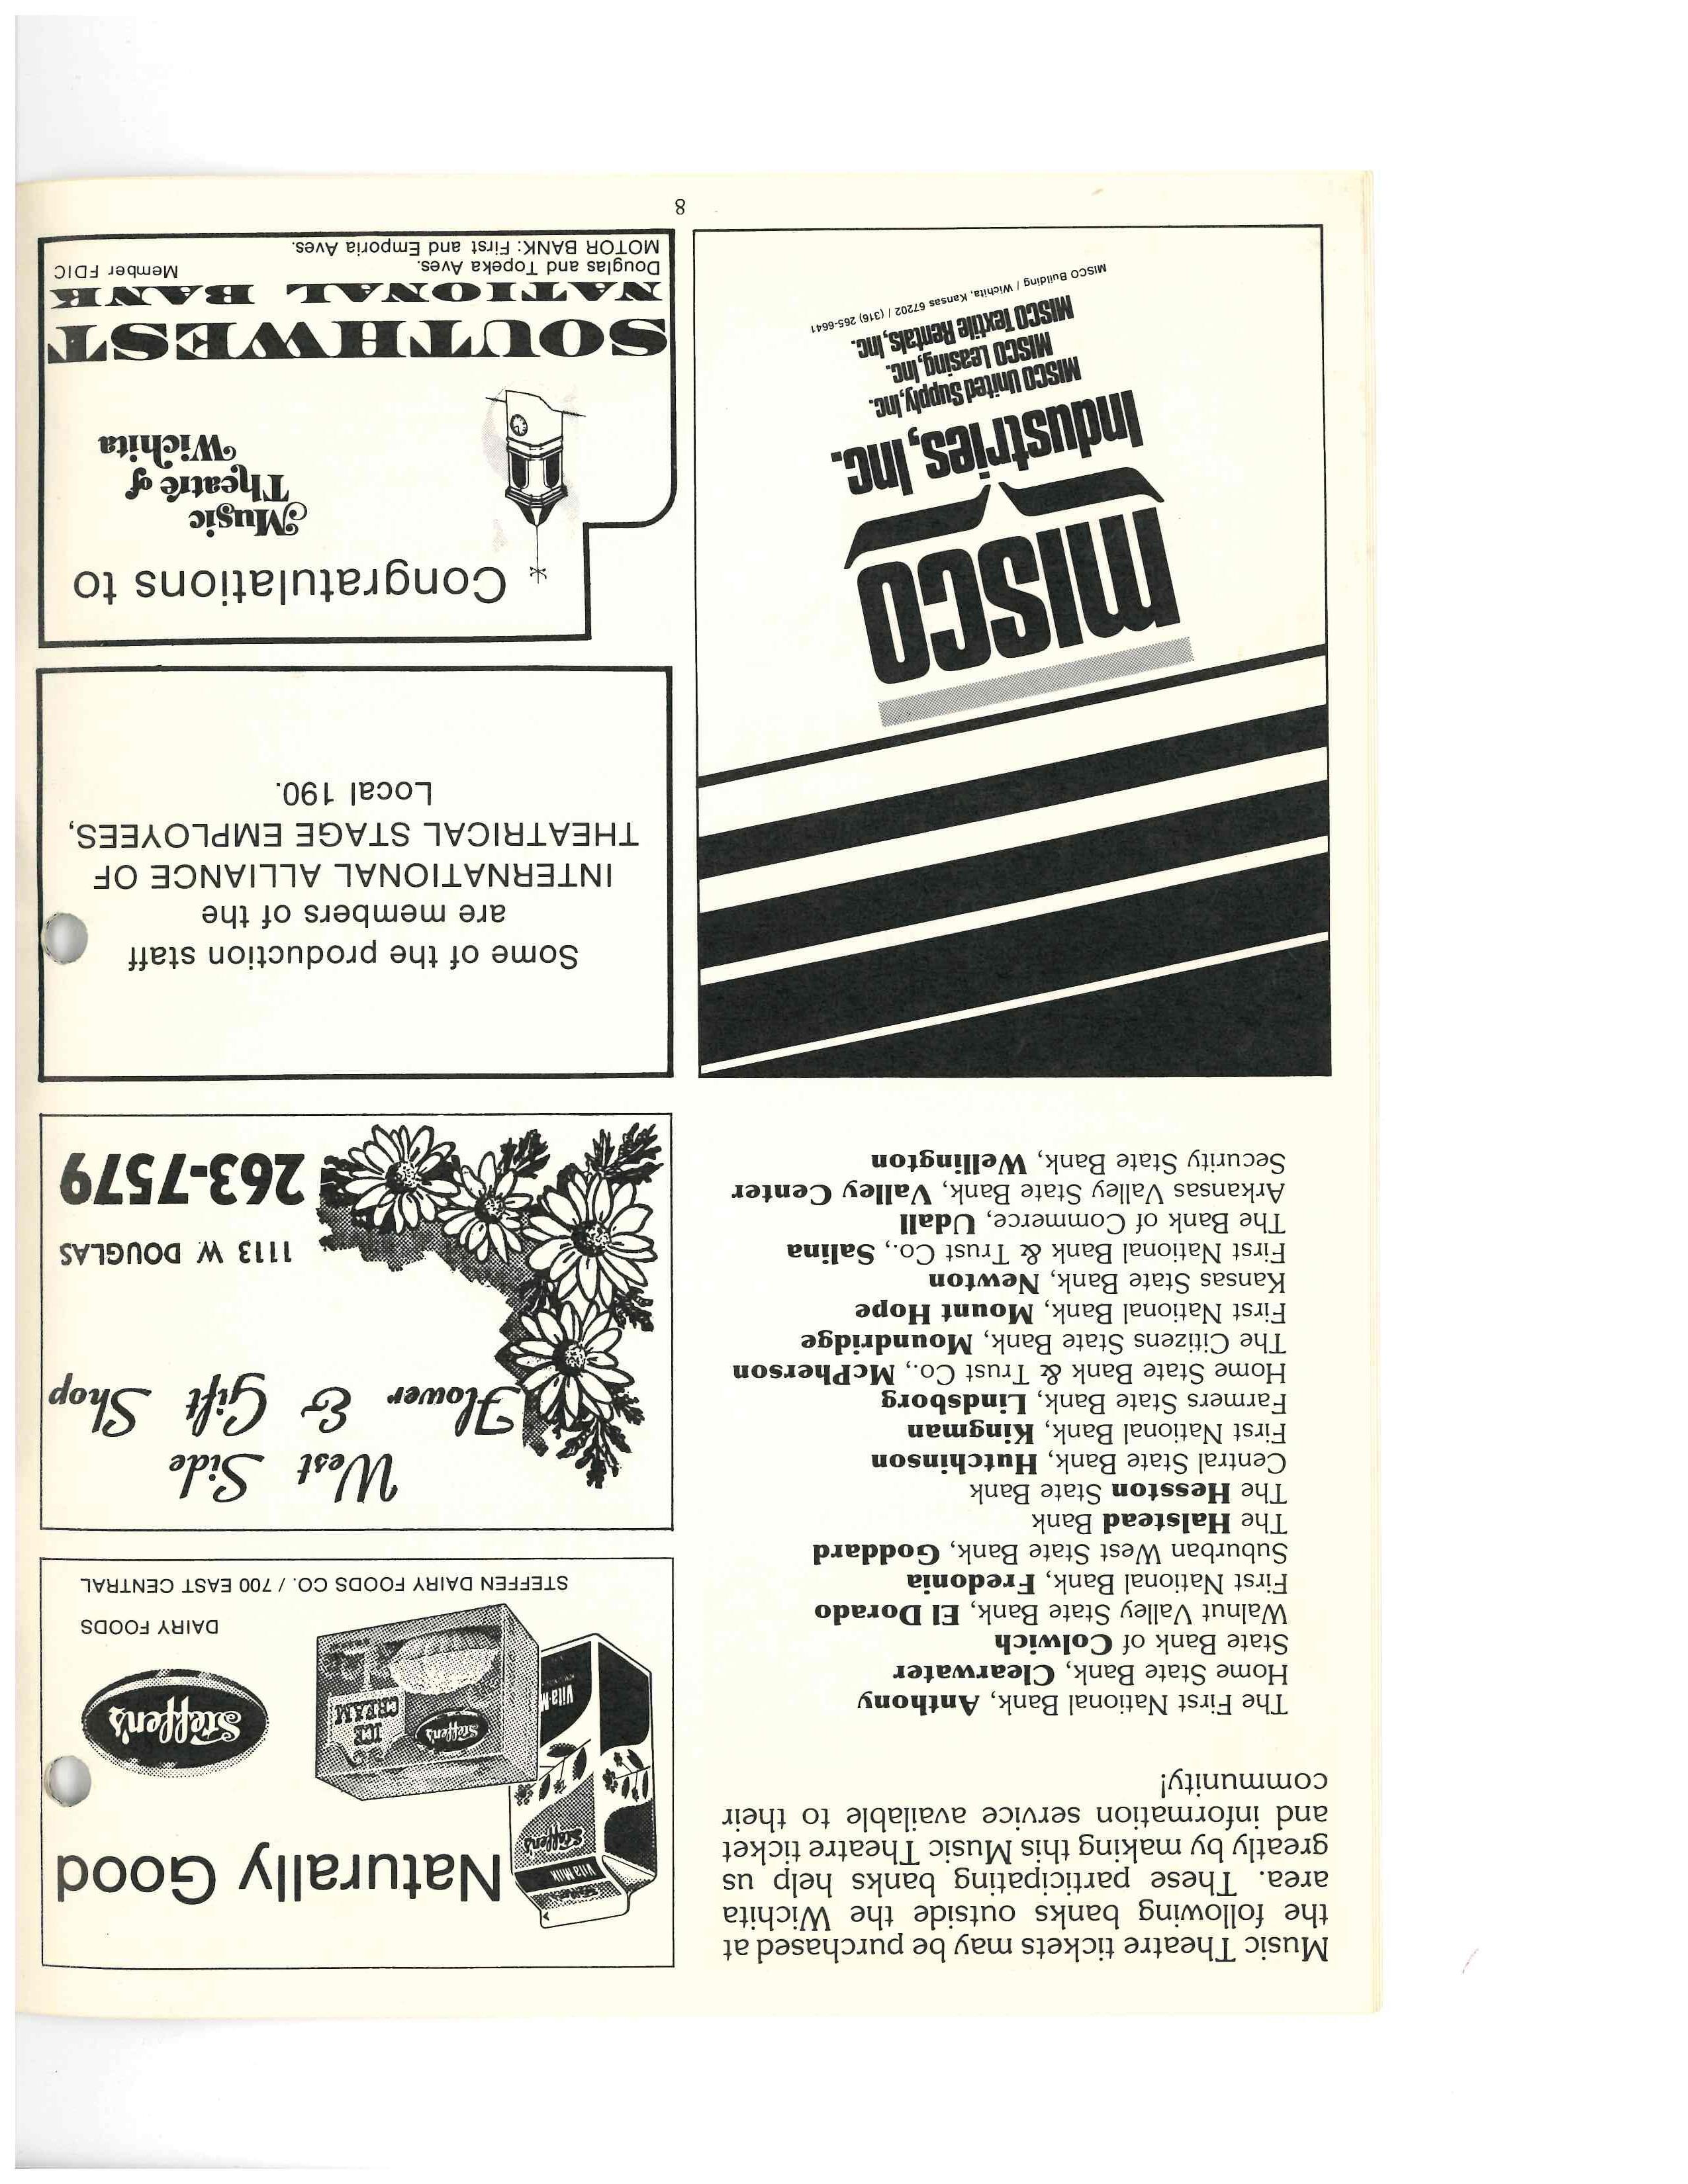 Music Theatre tickets may be purchased at
the following banks outside the Wichita
area. These participating banks help us
greatly by making this Music Theatre ticket
and information service available to their
community!
The First National Bank, Anthony
Home State Bank, Clearwater
State Bank of Colwich
Walnut Valley State Bank, El Dorado
First National Bank, Fredonia
Suburban West State Bank, Goddard
The Halstead Bank
The Hesston State Bank
Central State Bank, Hutchinson
First National Bank, Kingman
Farmers State Bank, Lindsborg
Home State Bank & Trust Co., McPherson
The Citizens State Bank, Moundridge
First National Bank, Mount Hope
Kansas State Bank, Newton
First National Bank & Trust Co., Salina
The Bank of Commerce, Udall
Arkansas Valley State Bank, Valley Center
Security State Bank, Wellington
misco
Industries, Inc.
MISCO United Supply, Inc.
MISCO Leasing, Inc.
MISCO Textile Rentals, Inc.
MISCO Building / Wichita, Kansas 67202 / (316) 265-6641
Naturally Good
Vita Milk
Steffen's
Vita-M
Steffen's
ICE
CREAM
Steffen's
DAIRY FOODS
STEFFEN DAIRY FOODS CO. / 700 EAST CENTRAL
West Side
Flower & Gift Shop
1113 W. DOUGLAS
263-7579
Some of the production staff
are members of the
INTERNATIONAL ALLIANCE OF
THEATRICAL STAGE EMPLOYEES,
Local 190.
Congratulations to
Music
Theatre of
Wichita
SOUTHWEST
NATIONAL BANK
Douglas and Topeka Aves. Member FDIC
MOTOR BANK: First and Emporia Aves.
8